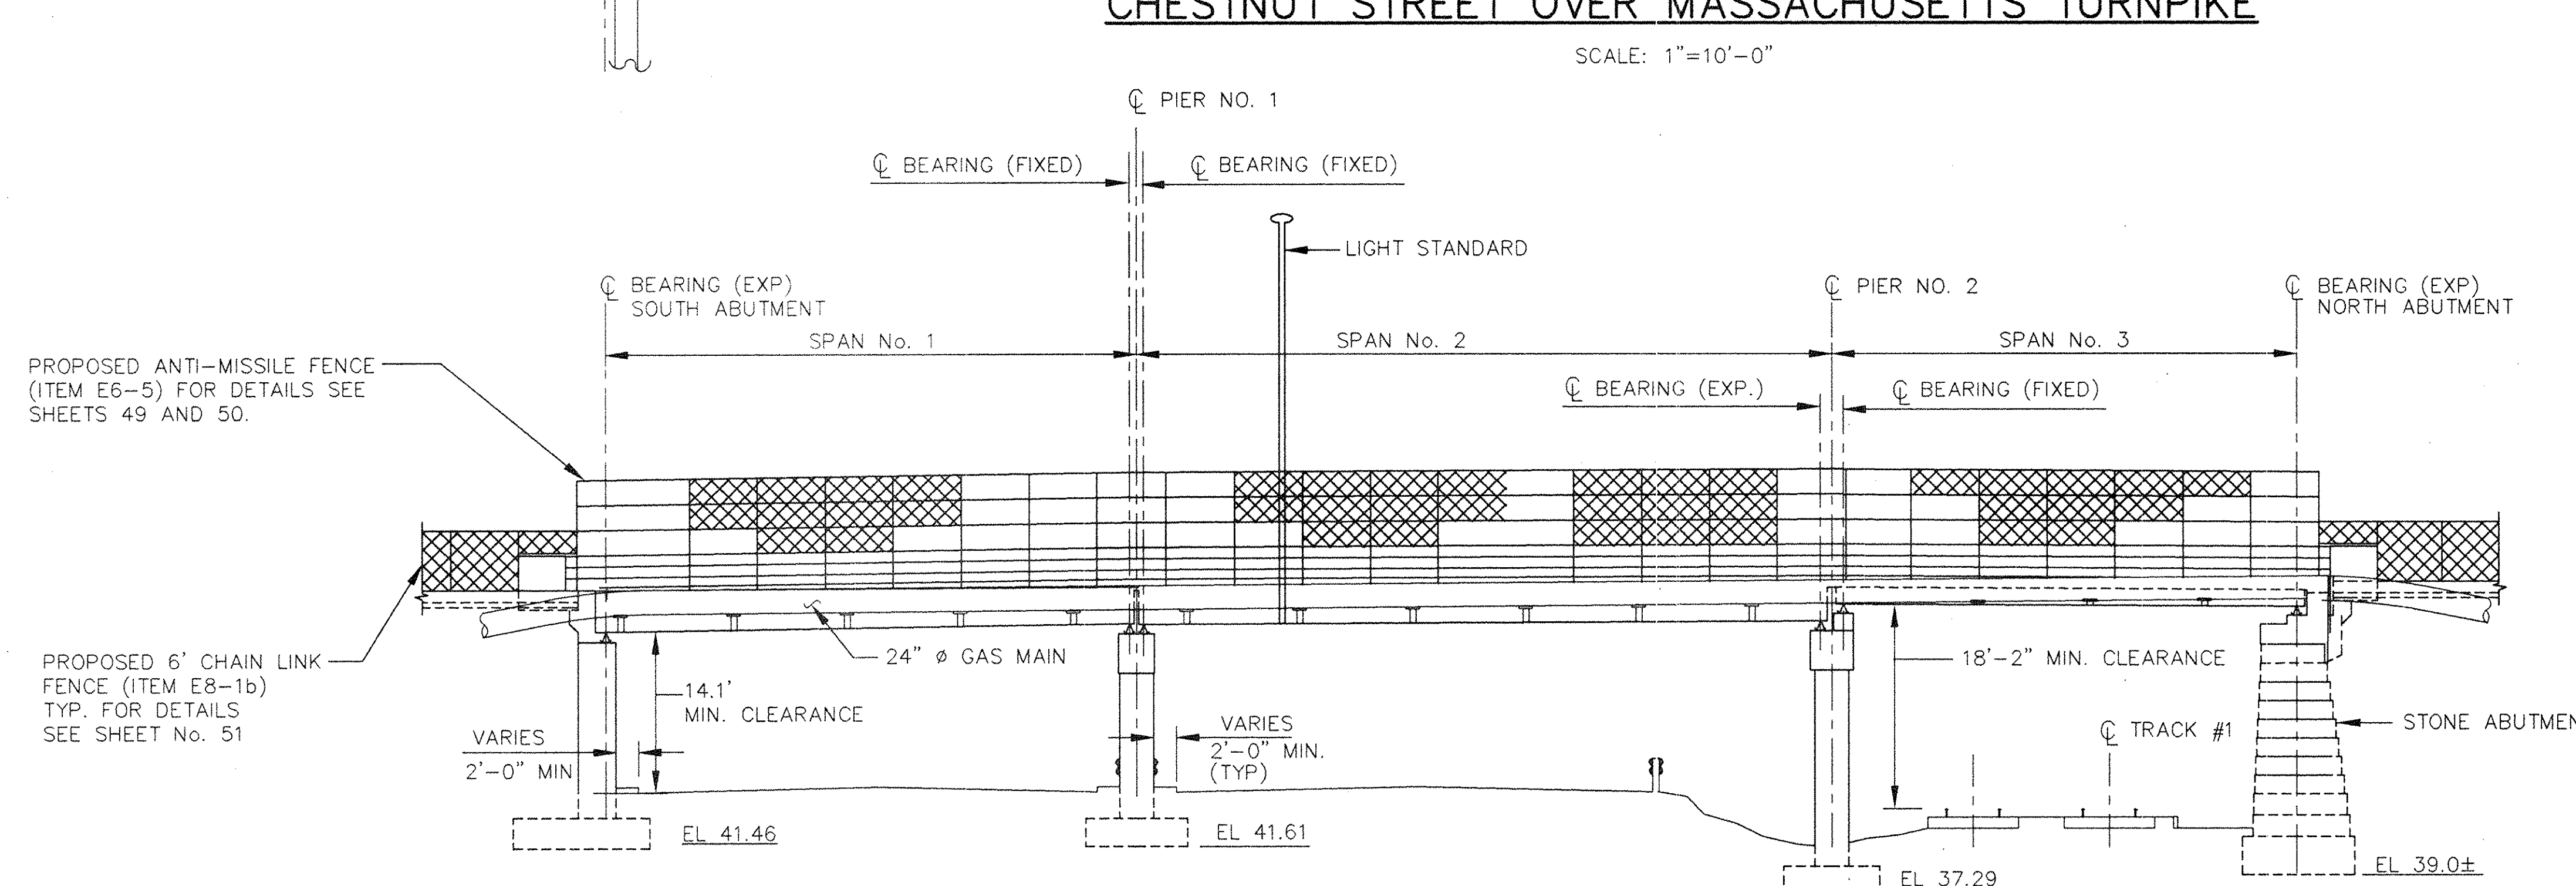 CHESTNUT STREET OVER MASSACHUSETTS TURNPIKE
SCALE: 1"=10'-0"
℄ PIER NO. 1
℄ BEARING (FIXED)
℄ BEARING (FIXED)
LIGHT STANDARD
℄ BEARING (EXP)
SOUTH ABUTMENT
℄ PIER NO. 2
℄ BEARING (EXP)
NORTH ABUTMENT
SPAN No. 1
SPAN No. 2
SPAN No. 3
PROPOSED ANTI-MISSILE FENCE
(ITEM E6-5) FOR DETAILS SEE
SHEETS 49 AND 50.
℄ BEARING (EXP.)
℄ BEARING (FIXED)
PROPOSED 6' CHAIN LINK
FENCE (ITEM E8-1b)
TYP. FOR DETAILS
SEE SHEET No. 51
24" ø GAS MAIN
18'-2" MIN. CLEARANCE
14.1'
MIN. CLEARANCE
VARIES
2'-0" MIN
VARIES
2'-0" MIN.
(TYP)
℄ TRACK #1
STONE ABUTMEN
EL 41.46
EL 41.61
EL 37.29
EL 39.0±